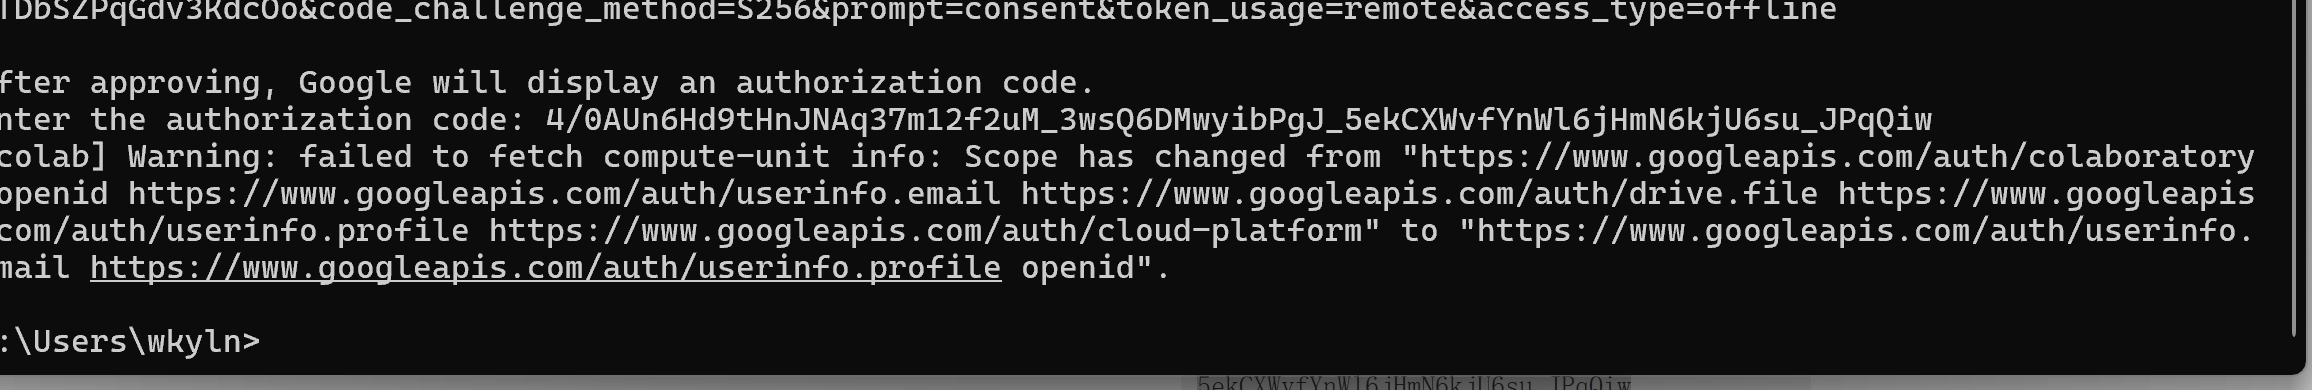 TDbSZPqGdv3KdcOo&code_challenge_method=S256&prompt=consent&token_usage=remote&access_type=offline
fter approving, Google will display an authorization code.
nter the authorization code: 4/0AUn6Hd9tHnJNAq37m12f2uM_3wsQ6DMwyibPgJ_5ekCXWvfYnWl6jHmN6kjU6su_JPqQiw
colab] Warning: failed to fetch compute-unit info: Scope has changed from "https://www.googleapis.com/auth/colaboratory
openid https://www.googleapis.com/auth/userinfo.email https://www.googleapis.com/auth/drive.file https://www.googleapis
com/auth/userinfo.profile https://www.googleapis.com/auth/cloud-platform" to "https://www.googleapis.com/auth/userinfo.
mail https://www.googleapis.com/auth/userinfo.profile openid".
:\Users\wkyln>
5ekCXWvfYnWl6jHmN6kjU6su_JPqQiw